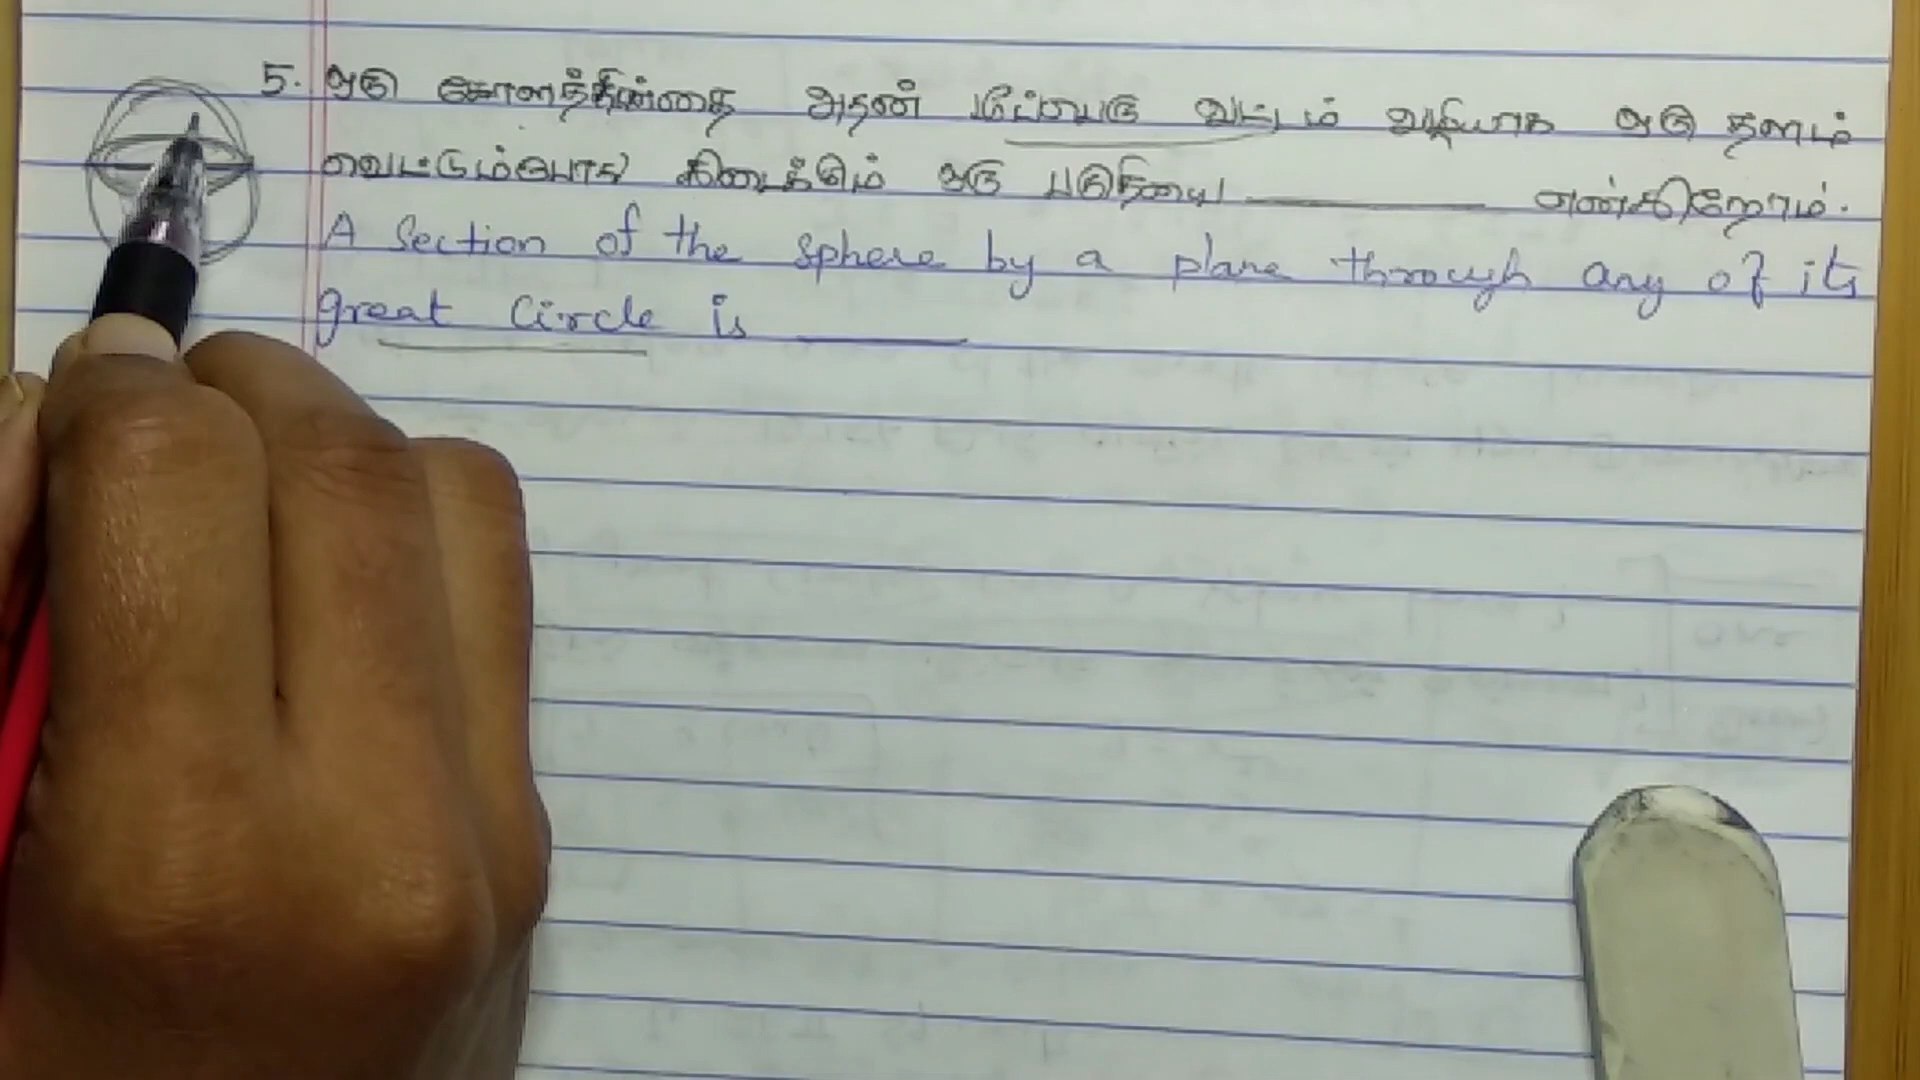 5. ஒரு கோளத்தினை அதன் மீப்பெரு வட்டம் வழியாக ஒரு தளம்
வெட்டும்போது கிடைக்கும் ஒரு பகுதியை ________ என்கிறோம்.
A Section of the sphere by a plane through any of its
great Circle is ________